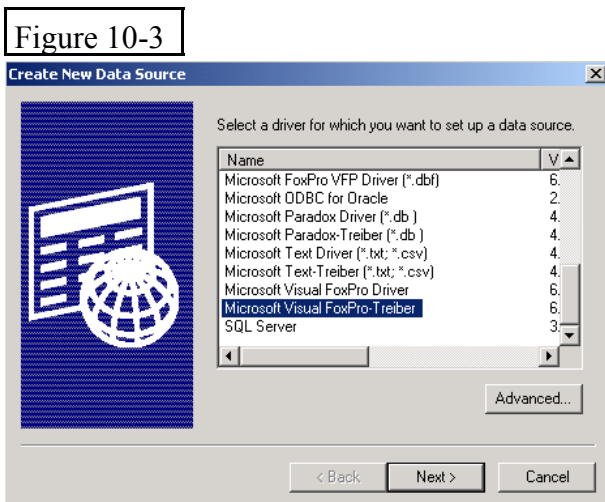 Figure 10-3
Create New Data Source
Select a driver for which you want to set up a data source.
Name V
Microsoft FoxPro VFP Driver (*.dbf) 6.
Microsoft ODBC for Oracle 2.
Microsoft Paradox Driver (*.db ) 4.
Microsoft Paradox-Treiber (*.db ) 4.
Microsoft Text Driver (*.txt; *.csv) 4.
Microsoft Text-Treiber (*.txt; *.csv) 4.
Microsoft Visual FoxPro Driver 6.
Microsoft Visual FoxPro-Treiber 6.
SQL Server 3.
Advanced...
< Back Next > Cancel